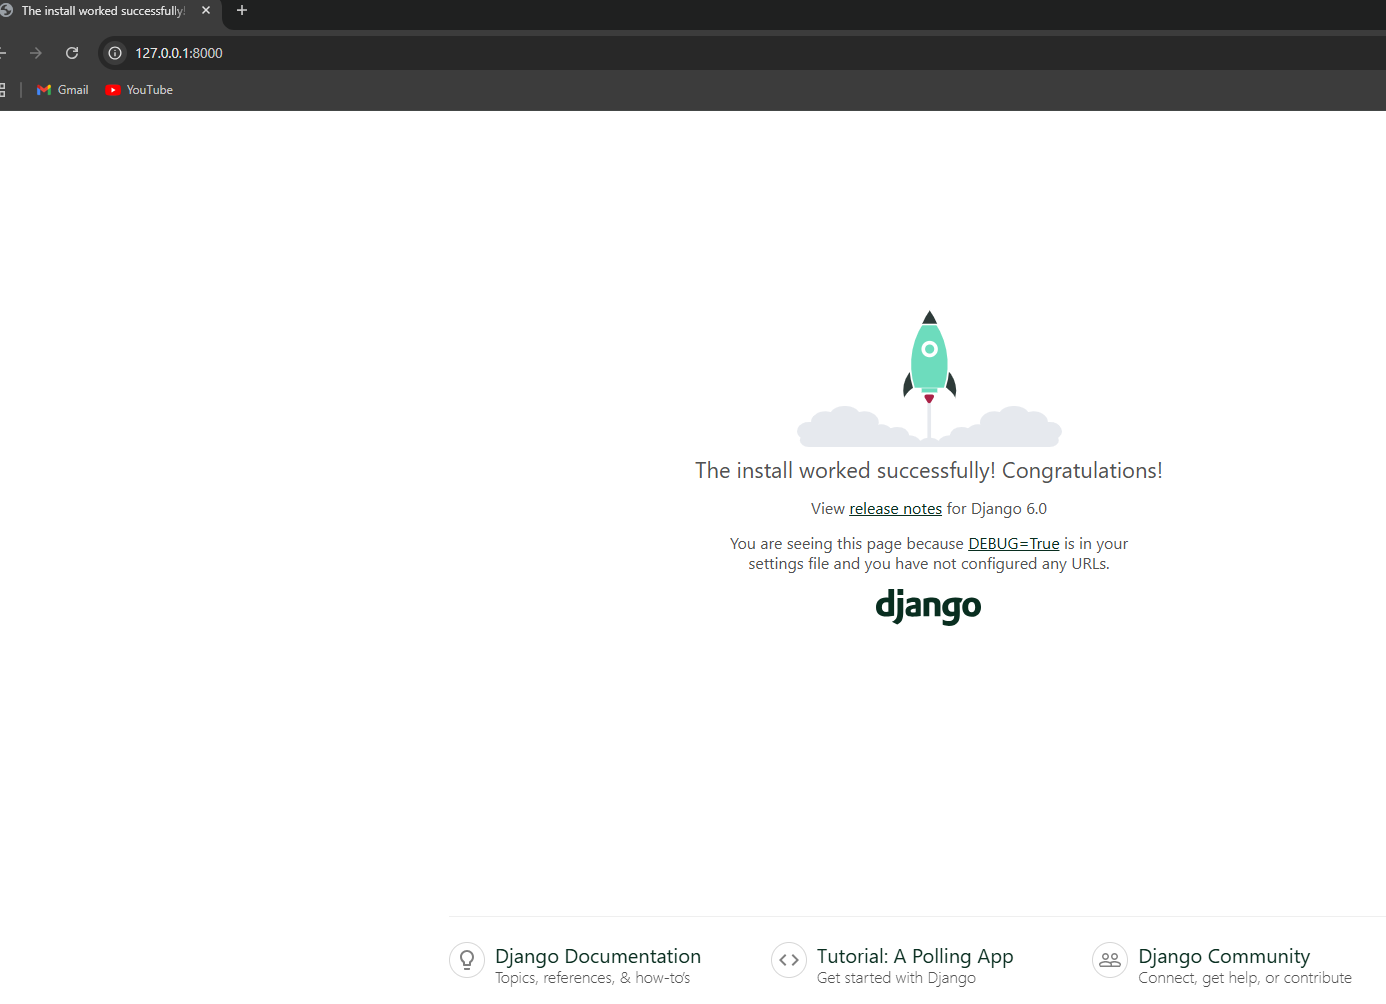 The install worked successfully!
127.0.0.1:8000
Gmail
YouTube
The install worked successfully! Congratulations!
View release notes for Django 6.0
You are seeing this page because DEBUG=True is in your
settings file and you have not configured any URLs.
django
Django Documentation
Topics, references, & how-to's
Tutorial: A Polling App
Get started with Django
Django Community
Connect, get help, or contribute